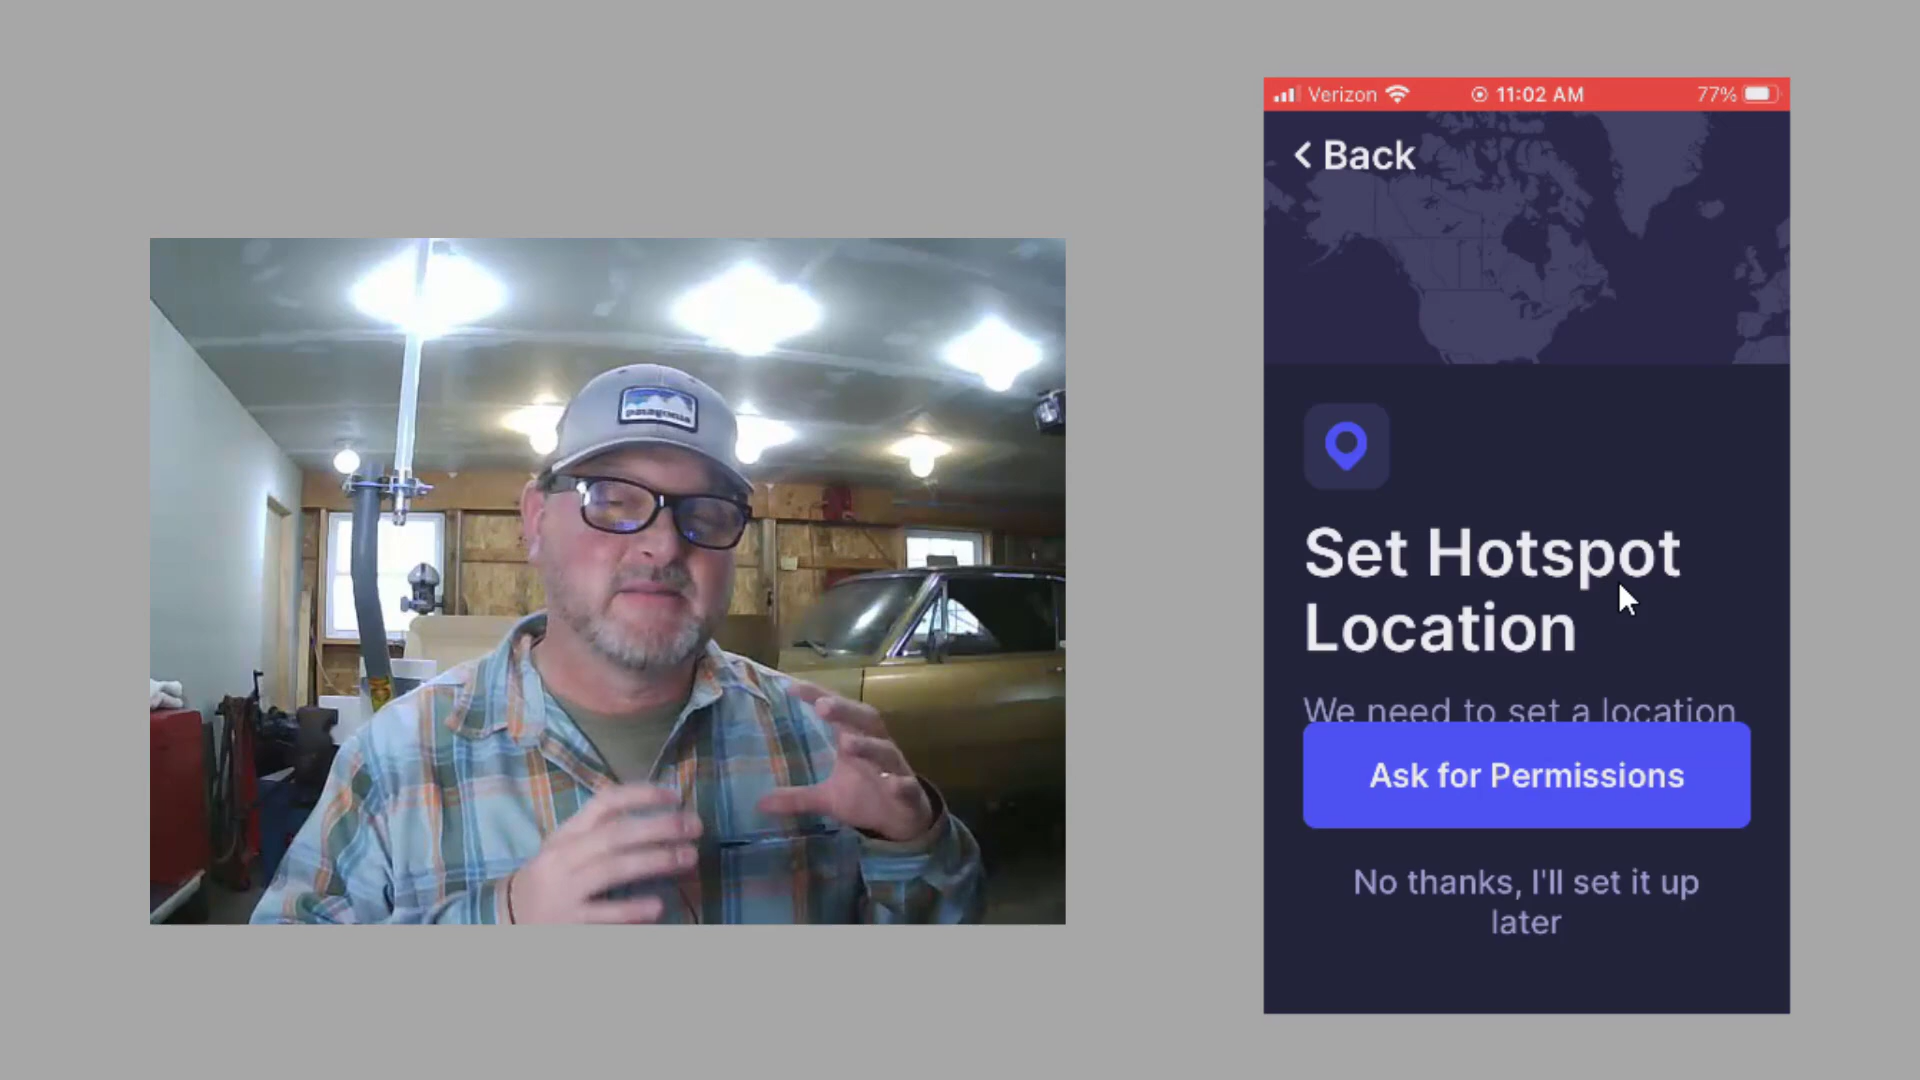 patagonia
Verizon
11:02 AM
77%
Back
Set Hotspot
Location
We need to set a location
Ask for Permissions
No thanks, I'll set it up
later